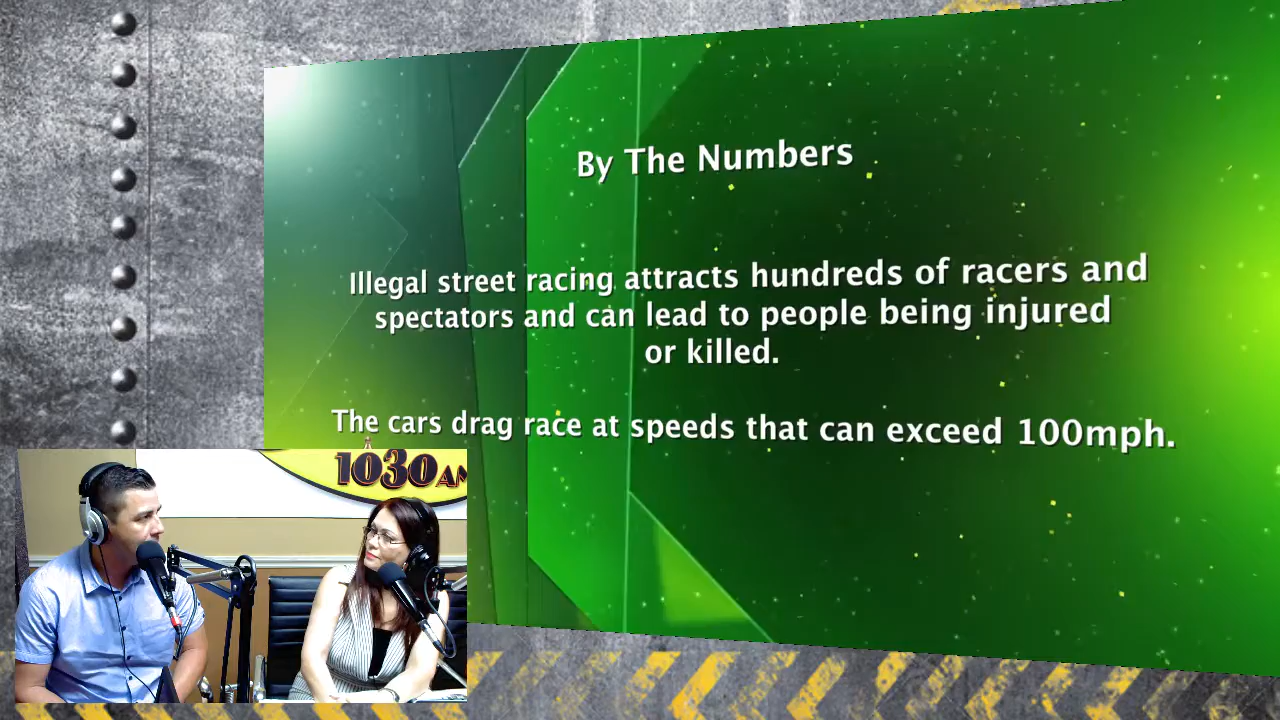 By The Numbers
Illegal street racing attracts hundreds of racers and
spectators and can lead to people being injured
or killed.
The cars drag race at speeds that can exceed 100mph.
1030 AM